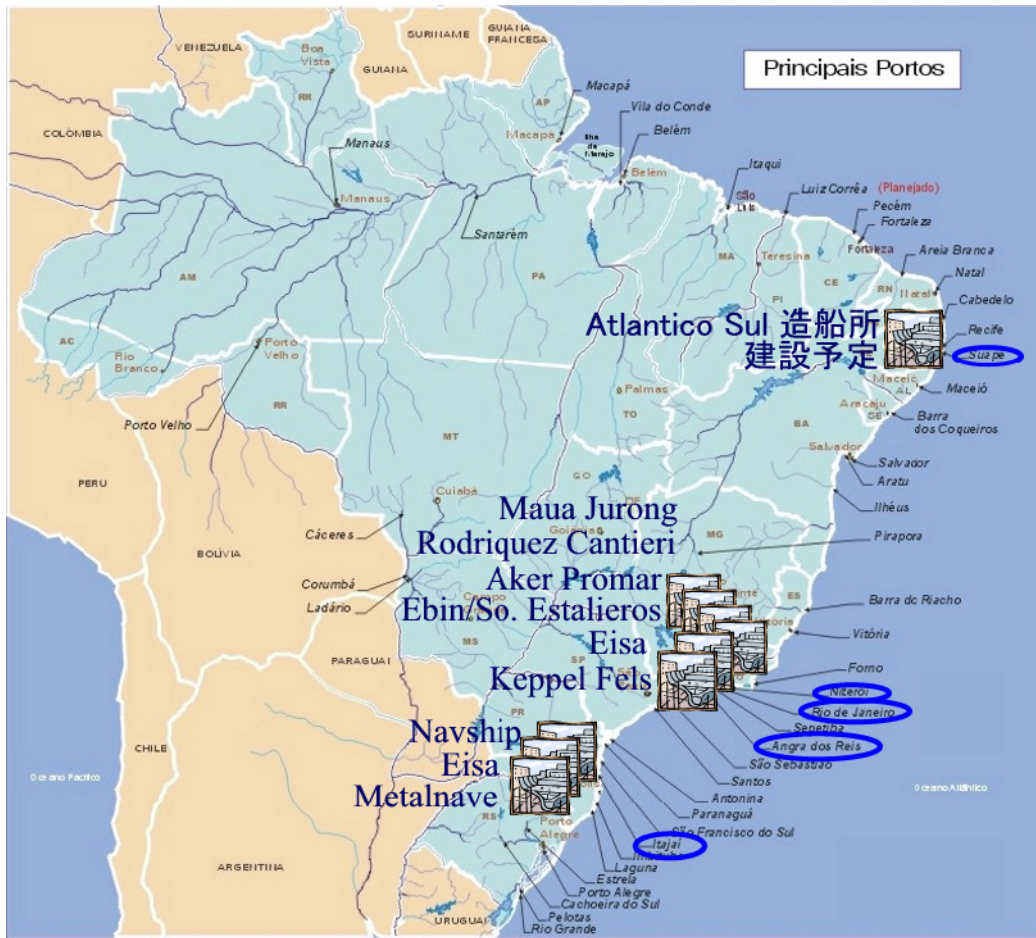 Principais Portos
SURINAME
GUIANA
FRANCESA
VENEZUELA
GUIANA
COLÔMBIA
Boa
Vista
RR
AP
Macapá
Macapá
Vila do Conde
Belém
Ilha
de
Marajó
Belém
Itaqui
São
Luis
Luiz Corrêa
(Planejado)
Pecém
Fortaleza
Fortaleza
Areia Branca
Natal
Natal
Cabedelo
Recife
Suape
Manaus
Manaus
Santarém
AM
PA
MA
Teresina
CE
RN
PI
Atlantico Sul 造船所
建設予定
AC
Rio
Branco
Porto
Velho
Porto Velho
RR
Palmas
TO
Maceió
AL
Maceió
Aracaju
SE
Barra
dos Coqueiros
BA
Salvador
Salvador
Aratu
Ilhéus
MT
GO
Cuiabá
PERU
BOLÍVIA
Cáceres
Corumbá
Ladário
Maua Jurong
Rodriquez Cantieri
Aker Promar
Ebin/So. Estalieros
Eisa
Keppel Fels
MG
Pirapora
ES
Barra do Riacho
Vitória
Forno
Niterói
Rio de Janeiro
Sepetiba
Angra dos Reis
São Sebastião
Santos
Antonina
Paranaguá
São Francisco do Sul
Itajaí
Imbituba
Laguna
Estrela
Porto Alegre
Cachoeira do Sul
Pelotas
Rio Grande
MS
SP
PR
PARAGUAI
Navship
Eisa
Metalnave
RS
Porto
Alegre
CHILE
ARGENTINA
URUGUAI
Oceano Pacífico
Oceano Atlântico